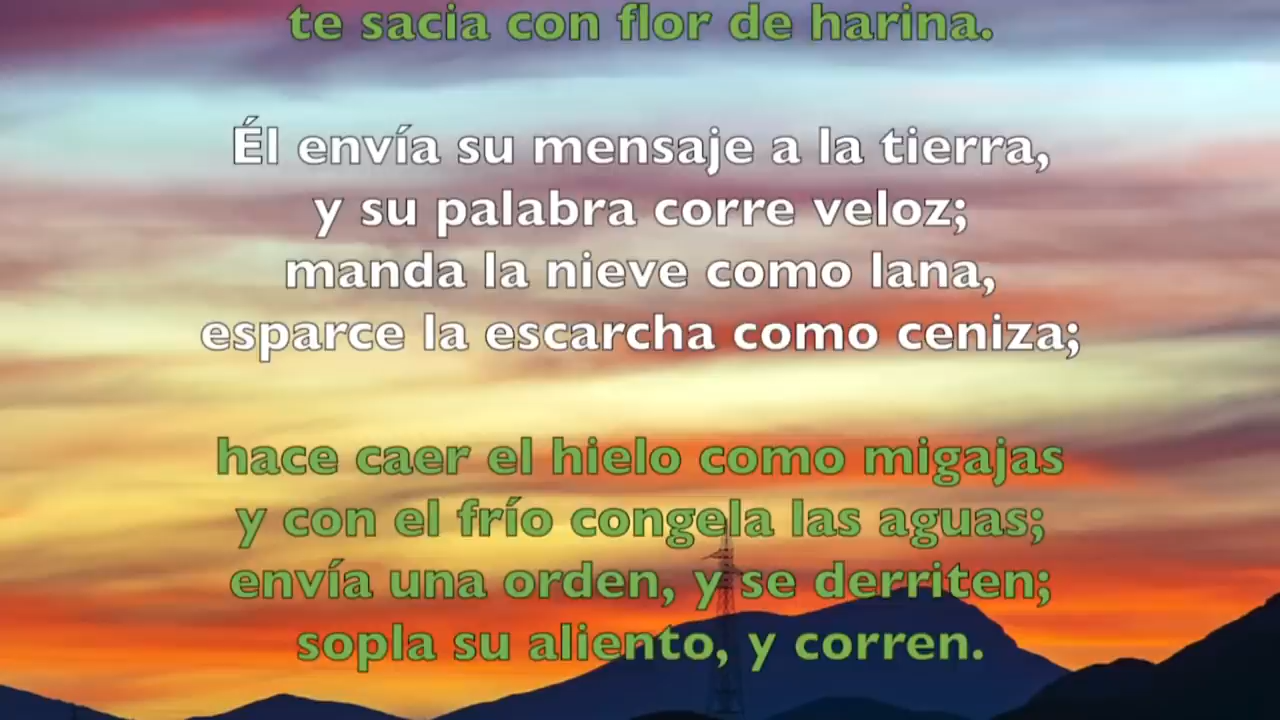 te sacia con flor de harina.
Él envía su mensaje a la tierra,
y su palabra corre veloz;
manda la nieve como lana,
esparce la escarcha como ceniza;
hace caer el hielo como migajas
y con el frío congela las aguas;
envía una orden, y se derriten;
sopla su aliento, y corren.